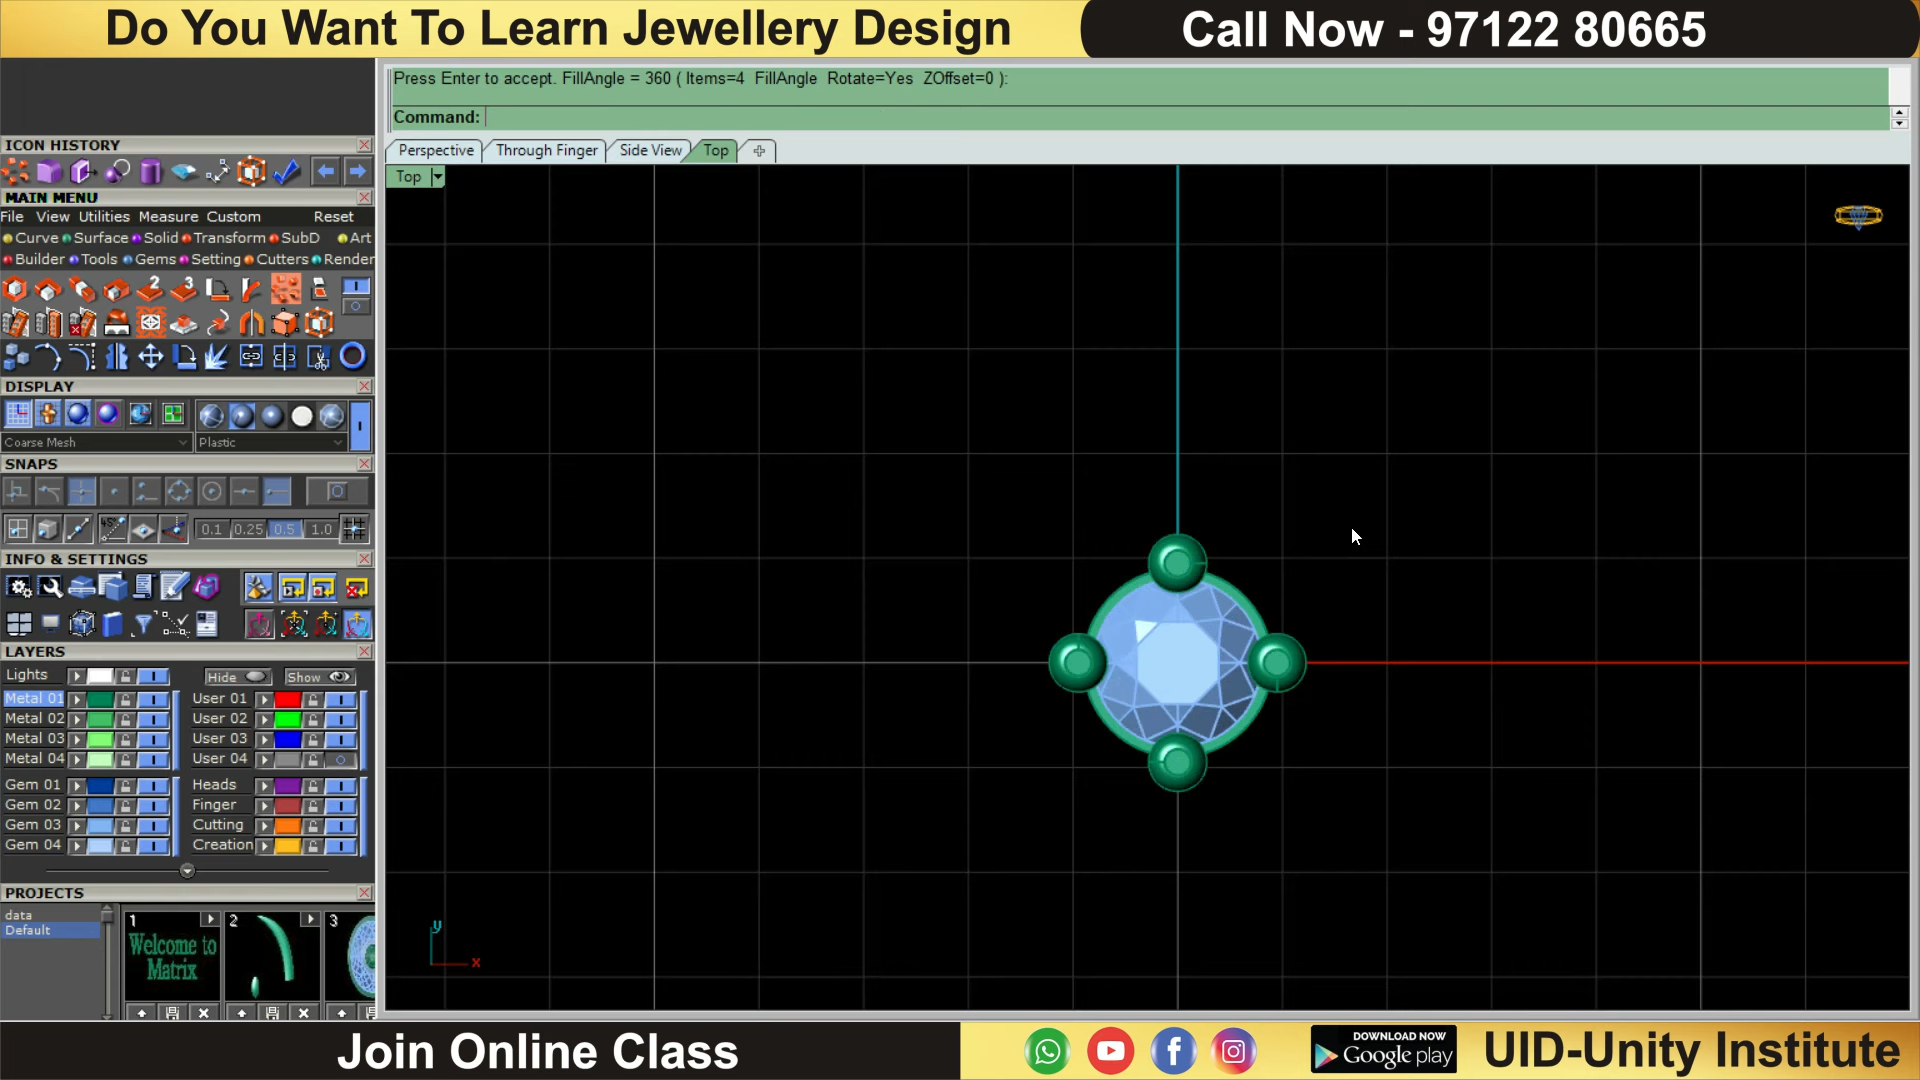 Do You Want To Learn Jewellery Design
Call Now - 97122 80665
Press Enter to accept. FillAngle = 360 ( Items=4 FillAngle Rotate=Yes ZOffset=0 ):
Command:
Perspective Through Finger Side View Top
Top
ICON HISTORY
MAIN MENU
File View Utilities Measure Custom Reset
Curve Surface Solid Transform SubD Art
Builder Tools Gems Setting Cutters Render
2 3
DISPLAY
Coarse Mesh Plastic
SNAPS
45°
0.1 0.25 0.5 1.0
INFO & SETTINGS
LAYERS
Lights Hide Show
Metal 01 User 01
Metal 02 User 02
Metal 03 User 03
Metal 04 User 04
Gem 01 Heads
Gem 02 Finger
Gem 03 Cutting
Gem 04 Creation
PROJECTS
data
Default
1 2 3
Welcome to
Matrix
y
x
Join Online Class
DOWNLOAD NOW
Google play
UID-Unity Institute